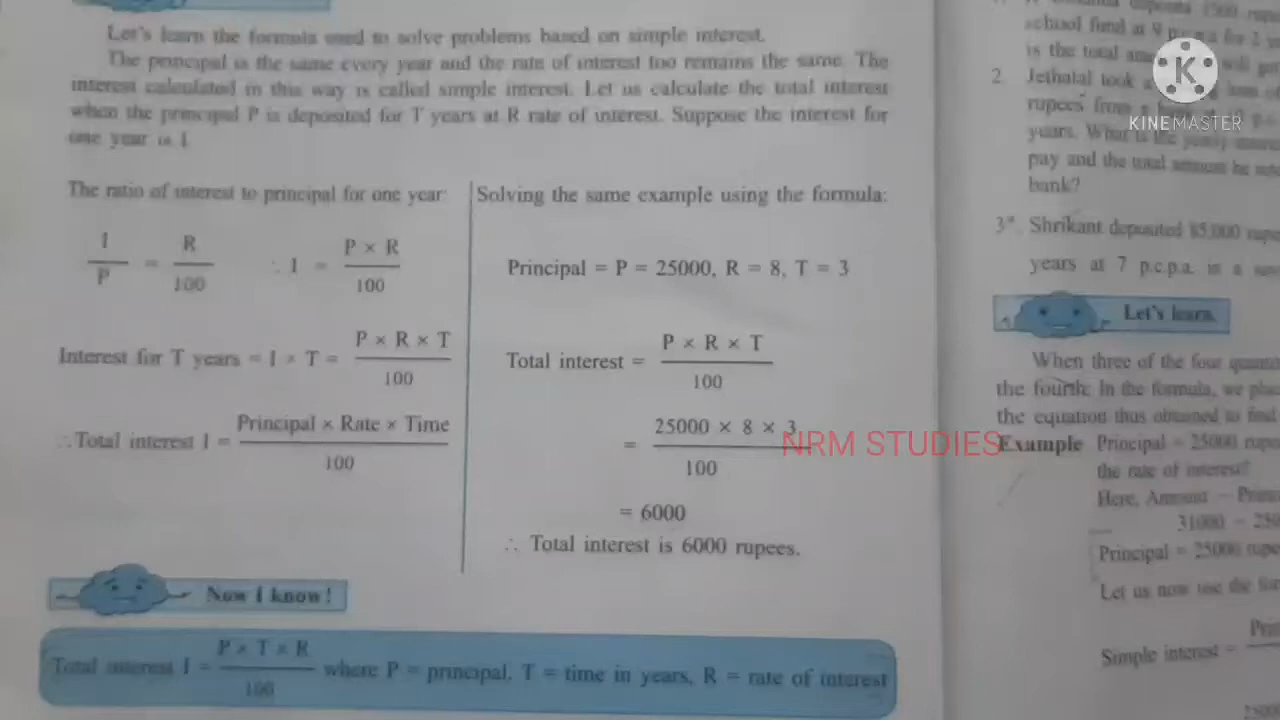 Let's learn the formula used to solve problems based on simple interest.
The principal is the same every year and the rate of interest too remains the same. The
interest calculated in this way is called simple interest. Let us calculate the total interest
when the principal P is deposited for T years at R rate of interest. Suppose the interest for
one year is I.
The ratio of interest to principal for one year
I/P = R/100 ∴ I = P × R/100
Interest for T years = I × T = P × R × T/100
∴ Total interest I = Principal × Rate × Time/100
Solving the same example using the formula:
Principal = P = 25000, R = 8, T = 3
Total interest = P × R × T/100
= 25000 × 8 × 3/100
= 6000
∴ Total interest is 6000 rupees.
Now I know!
Total interest I = P × T × R/100 where P = principal, T = time in years, R = rate of interest
school fund at 9 for 2
is the total will
2. Jethalal took a
rupees from a p.c.
years. What is the
pay and the total amount he
bank?
3*. Shrikant deposited 85,000
years at 7 p.c.p.a. in a
Let's learn.
When three of the four
the fourth. In the formula, we
the equation thus obtained to find
Example Principal = 25000
the rate of interest?
Here, Amount −
31000 −
Principal = 25000
Let us now use the
Simple interest =
KINEMASTER
NRM STUDIES